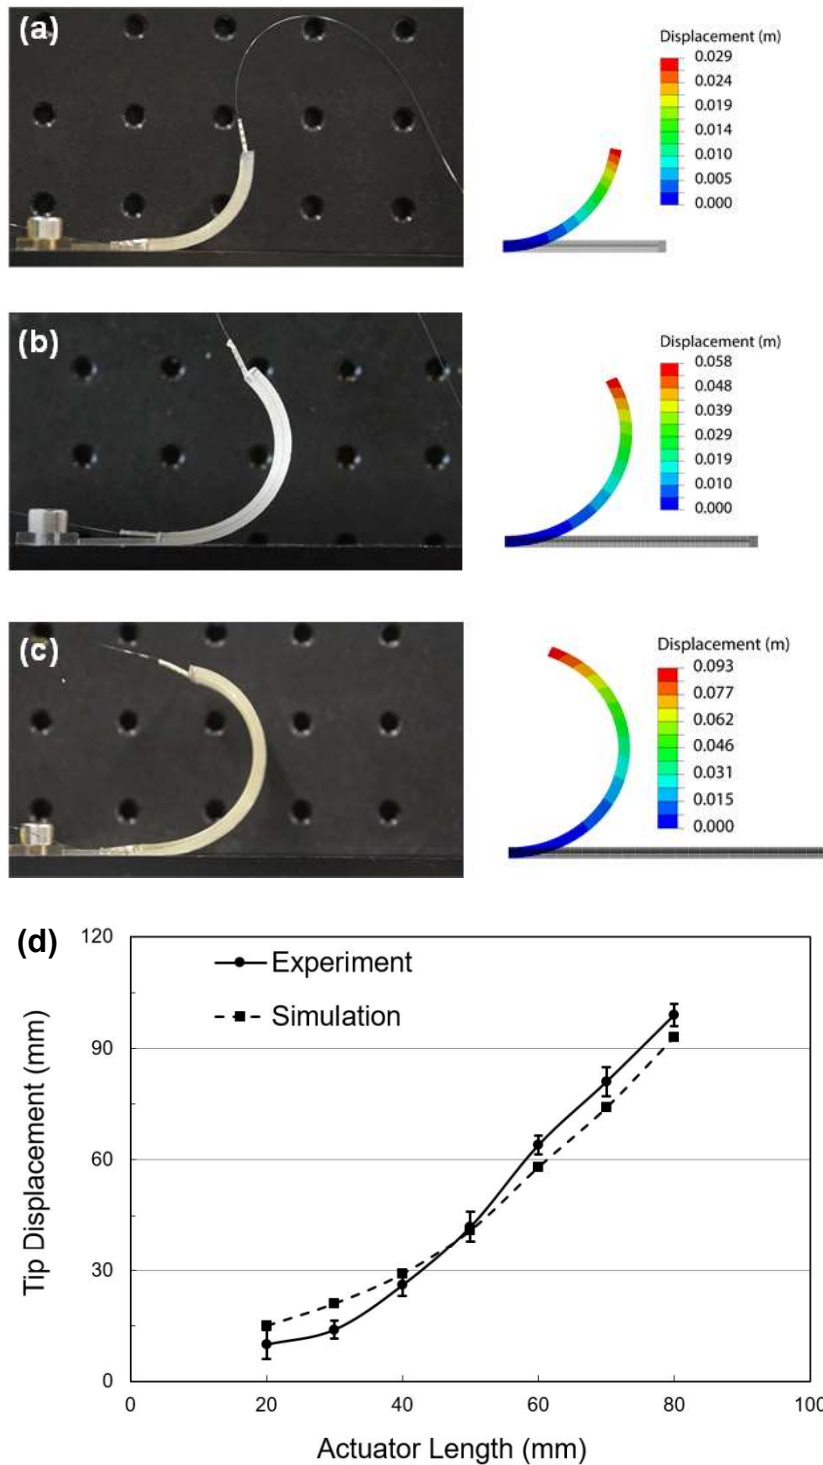 (a)
Displacement (m)
0.029
0.024
0.019
0.014
0.010
0.005
0.000
(b)
Displacement (m)
0.058
0.048
0.039
0.029
0.019
0.010
0.000
(c)
Displacement (m)
0.093
0.077
0.062
0.046
0.031
0.015
0.000
(d)
120
90
60
30
0
Experiment
Simulation
Tip Displacement (mm)
0 20 40 60 80 100
Actuator Length (mm)